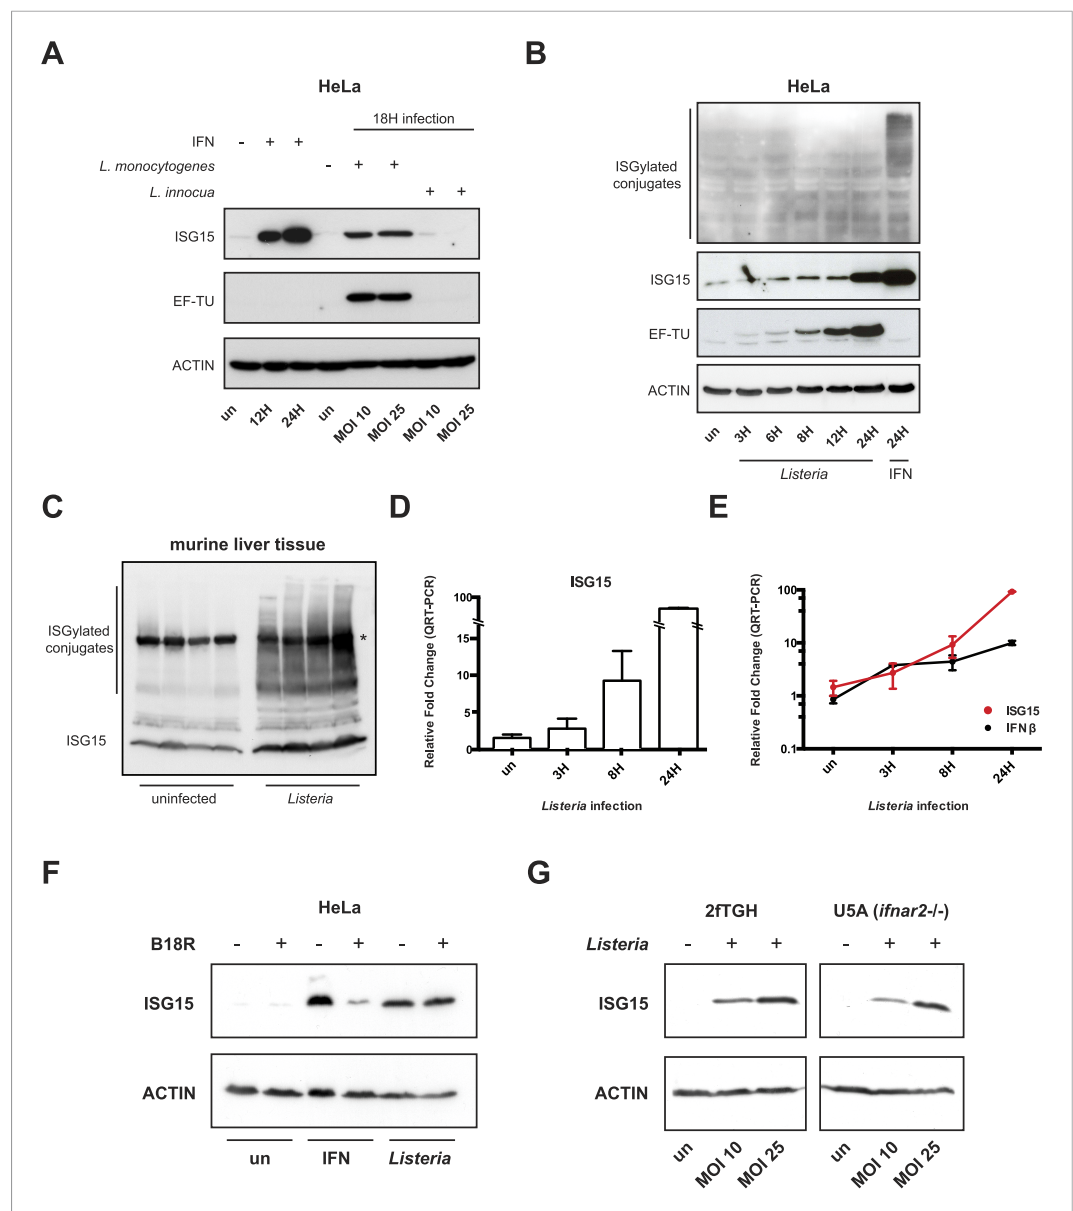 A
HeLa
18H infection
IFN - + +
L. monocytogenes - + +
L. innocua + +
ISG15
EF-TU
ACTIN
un 12H 24H un MOI 10 MOI 25 MOI 10 MOI 25
B
HeLa
ISGylated
conjugates
ISG15
EF-TU
ACTIN
un 3H 6H 8H 12H 24H 24H
Listeria IFN
C
murine liver tissue
ISGylated
conjugates
*
ISG15
uninfected Listeria
D
ISG15
Relative Fold Change (QRT-PCR)
100
15
10
5
0
un 3H 8H 24H
Listeria infection
E
Relative Fold Change (QRT-PCR)
100
10
1
0.1
ISG15
IFN β
un 3H 8H 24H
Listeria infection
F
HeLa
B18R - + - + - +
ISG15
ACTIN
un IFN Listeria
G
2fTGH U5A (ifnar2-/-)
Listeria - + + - + +
ISG15
ACTIN
un MOI 10 MOI 25 un MOI 10 MOI 25